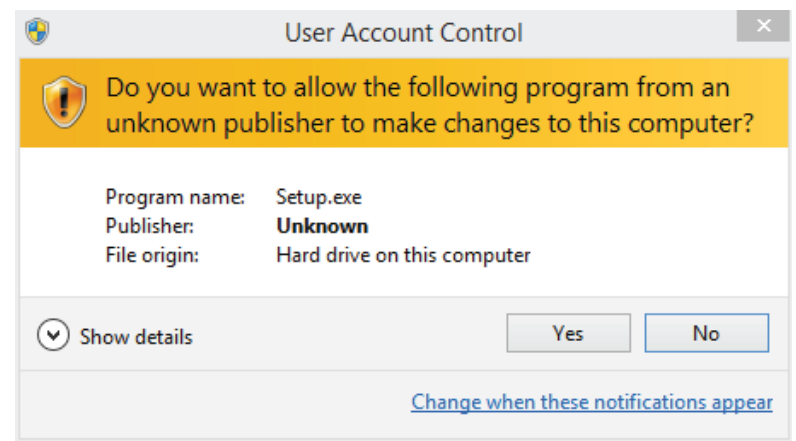 User Account Control
Do you want to allow the following program from an
unknown publisher to make changes to this computer?
Program name: Setup.exe
Publisher: Unknown
File origin: Hard drive on this computer
Show details
Yes
No
Change when these notifications appear